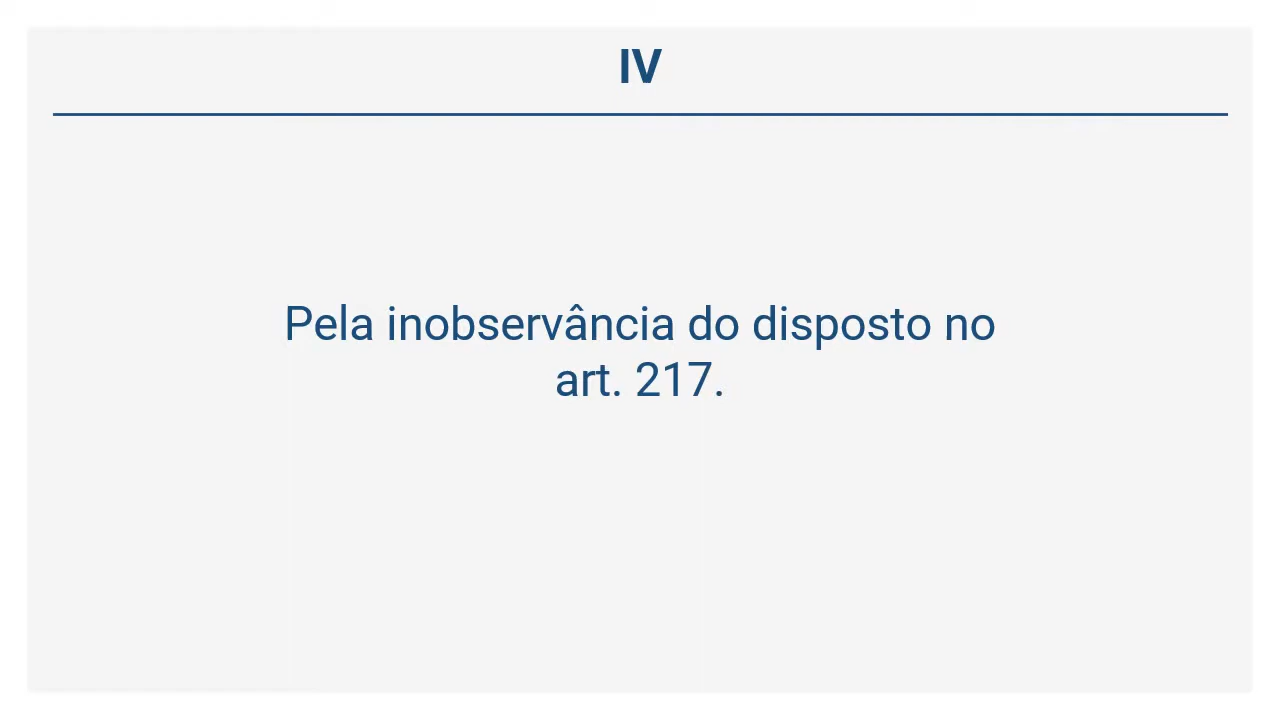 IV
Pela inobservância do disposto no
art. 217.